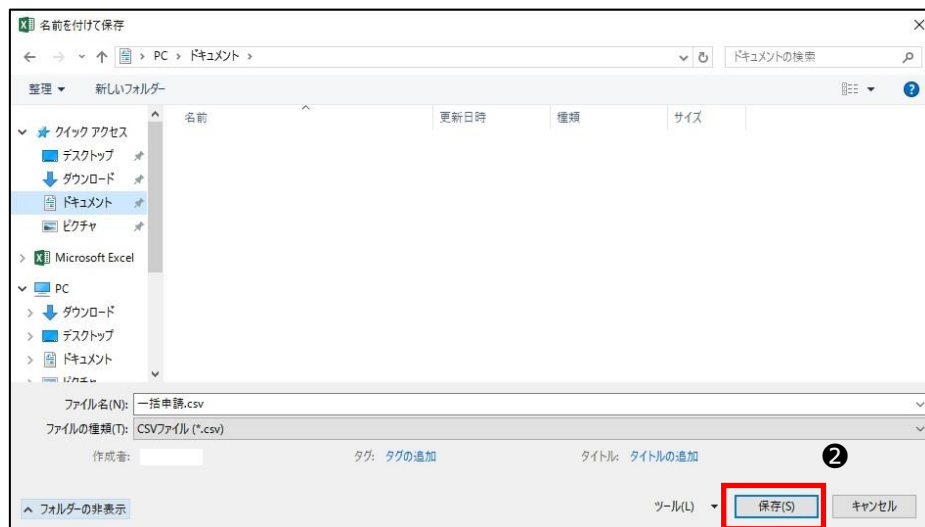 名前を付けて保存
PC > ドキュメント >
ドキュメントの検索
整理 新しいフォルダー
名前 更新日時 種類 サイズ
クイック アクセス
デスクトップ
ダウンロード
ドキュメント
ピクチャ
Microsoft Excel
PC
ダウンロード
デスクトップ
ドキュメント
ピクチャ
ファイル名(N): 一括申請.csv
ファイルの種類(T): CSVファイル (*.csv)
作成者: タグ: タグの追加 タイトル: タイトルの追加
❷
フォルダーの非表示 ツール(L) 保存(S) キャンセル